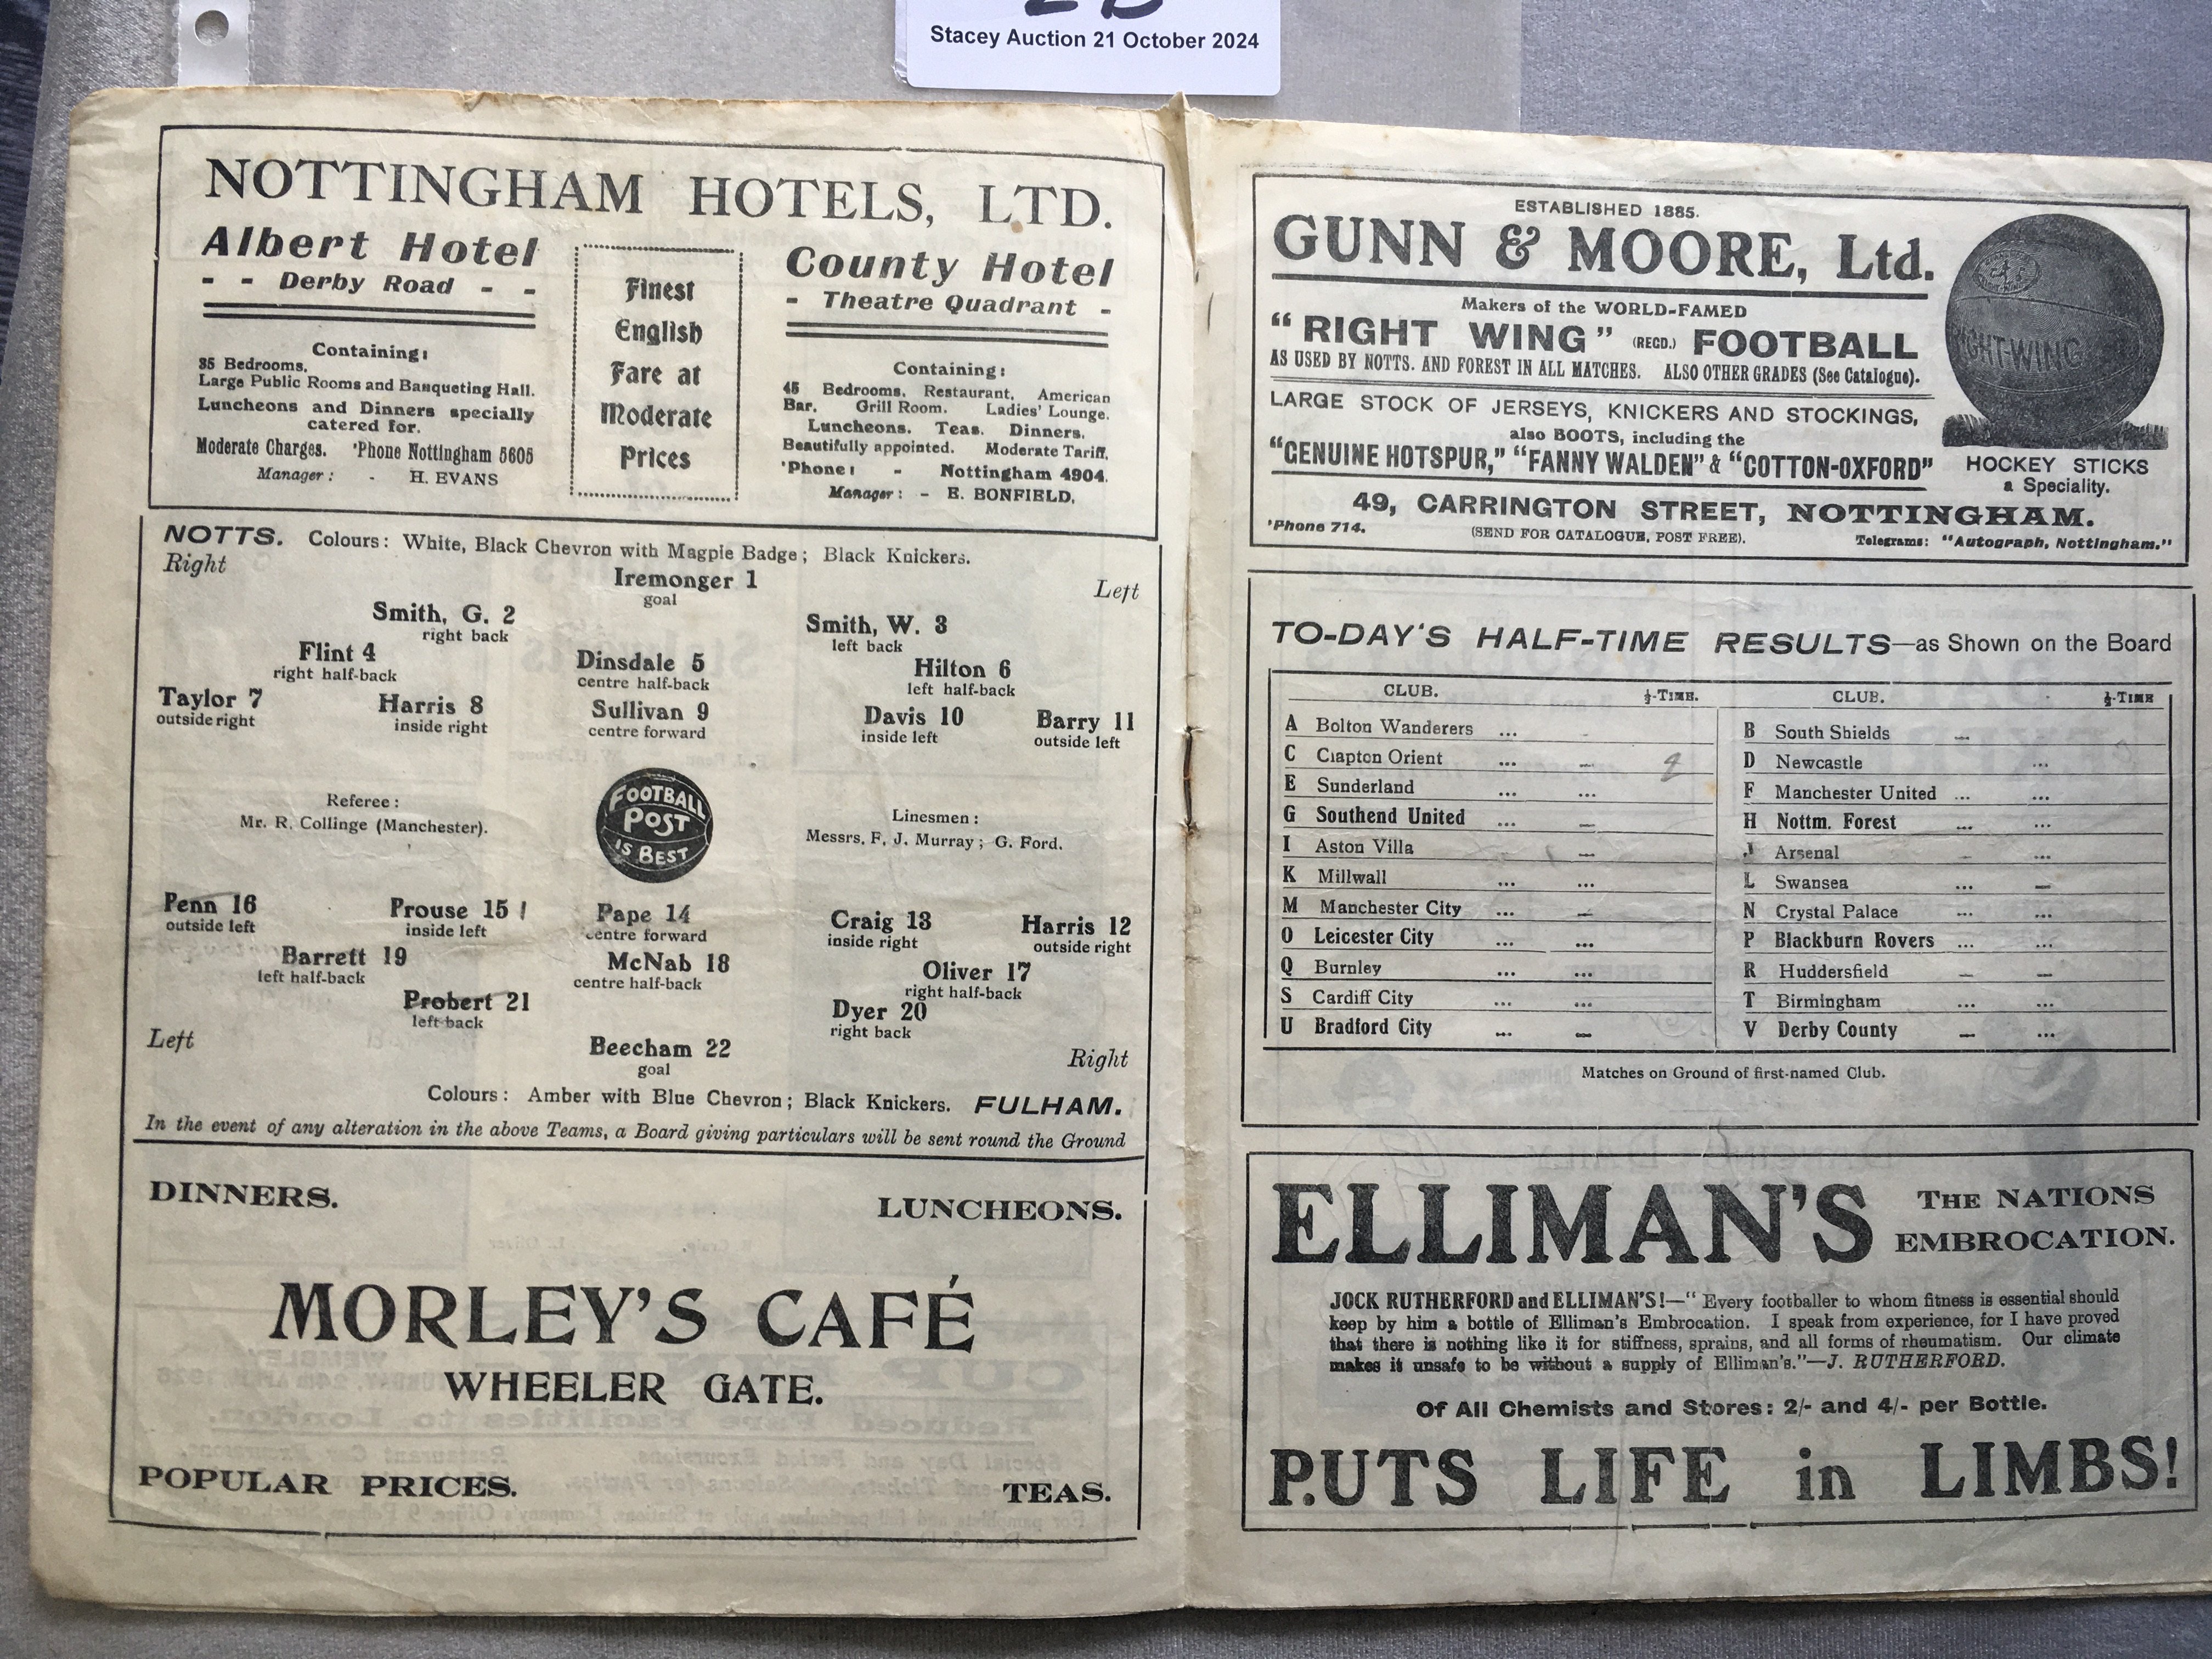 Stacey Auction 21 October 2024
NOTTINGHAM HOTELS, LTD.
Albert Hotel
- - Derby Road - -
Containing:
35 Bedrooms,
Large Public Rooms and Banqueting Hall.
Luncheons and Dinners specially
catered for.
Moderate Charges. 'Phone Nottingham 5605
Manager: - H. EVANS
Finest
English
Fare at
Moderate
Prices
County Hotel
- Theatre Quadrant -
Containing:
45 Bedrooms, Restaurant, American
Bar, Grill Room. Ladies' Lounge.
Luncheons. Teas. Dinners.
Beautifully appointed. Moderate Tariff.
'Phone: - Nottingham 4904.
Manager: - E. BONFIELD.
NOTTS. Colours: White, Black Chevron with Magpie Badge; Black Knickers.
Right
Left
Iremonger 1
goal
Smith, G. 2
right back
Smith, W. 3
left back
Flint 4
right half-back
Dinsdale 5
centre half-back
Hilton 6
left half-back
Taylor 7
outside right
Harris 8
inside right
Sullivan 9
centre forward
Davis 10
inside left
Barry 11
outside left
Referee:
Mr. R. Collinge (Manchester).
FOOTBALL
POST
IS BEST
Linesmen:
Messrs. F. J. Murray; G. Ford.
Penn 16
outside left
Prouse 15
inside left
Pape 14
centre forward
Craig 13
inside right
Harris 12
outside right
Barrett 19
left half-back
McNab 18
centre half-back
Oliver 17
right half-back
Probert 21
left back
Dyer 20
right back
Left
Beecham 22
goal
Right
Colours: Amber with Blue Chevron; Black Knickers. FULHAM.
In the event of any alteration in the above Teams, a Board giving particulars will be sent round the Ground
DINNERS. LUNCHEONS.
MORLEY'S CAFÉ
WHEELER GATE.
POPULAR PRICES. TEAS.
ESTABLISHED 1885.
GUNN & MOORE, Ltd.
Makers of the WORLD-FAMED
"RIGHT WING" (REGD.) FOOTBALL
AS USED BY NOTTS. AND FOREST IN ALL MATCHES. ALSO OTHER GRADES (See Catalogue).
LARGE STOCK OF JERSEYS, KNICKERS AND STOCKINGS,
also BOOTS, including the
"GENUINE HOTSPUR," "FANNY WALDEN" & "COTTON-OXFORD"
HOCKEY STICKS
a Speciality.
49, CARRINGTON STREET, NOTTINGHAM.
'Phone 714. (SEND FOR CATALOGUE, POST FREE). Telegrams: "Autograph, Nottingham."
TO-DAY'S HALF-TIME RESULTS—as Shown on the Board
CLUB. ½-TIME. CLUB. ½-TIME
A Bolton Wanderers ... B South Shields ...
C Clapton Orient ... ... D Newcastle ...
E Sunderland ... ... F Manchester United ... ...
G Southend United ... ... H Nottm. Forest ... ...
I Aston Villa ... J Arsenal ... ...
K Millwall ... ... L Swansea ... ...
M Manchester City ... ... N Crystal Palace ... ...
O Leicester City ... ... P Blackburn Rovers ... ...
Q Burnley ... ... R Huddersfield ... ...
S Cardiff City ... ... T Birmingham ... ...
U Bradford City ... ... V Derby County ... ...
Matches on Ground of first-named Club.
ELLIMAN'S THE NATIONS
EMBROCATION.
JOCK RUTHERFORD and ELLIMAN'S!—" Every footballer to whom fitness is essential should
keep by him a bottle of Elliman's Embrocation. I speak from experience, for I have proved
that there is nothing like it for stiffness, sprains, and all forms of rheumatism. Our climate
makes it unsafe to be without a supply of Elliman's."—J. RUTHERFORD.
Of All Chemists and Stores: 2/- and 4/- per Bottle.
PUTS LIFE in LIMBS!